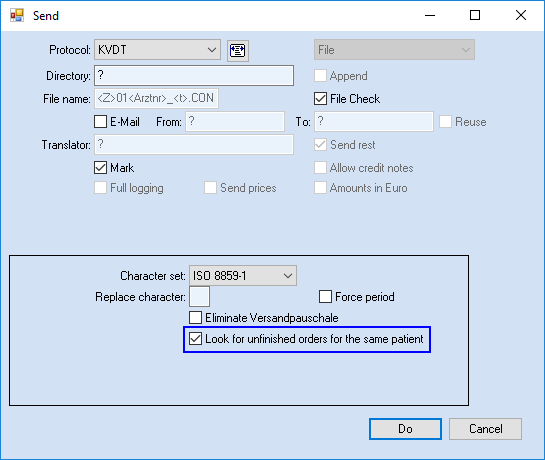 Send
Protocol: KVDT File
Directory: ? Append
File name: <Z>01<Arztnr>_<t>.CON File Check
E-Mail From: ? To: ? Reuse
Translator: ? Send rest
Mark Allow credit notes
Full logging Send prices Amounts in Euro
Character set: ISO 8859-1
Replace character: Force period
Eliminate Versandpauschale
Look for unfinished orders for the same patient
Do Cancel